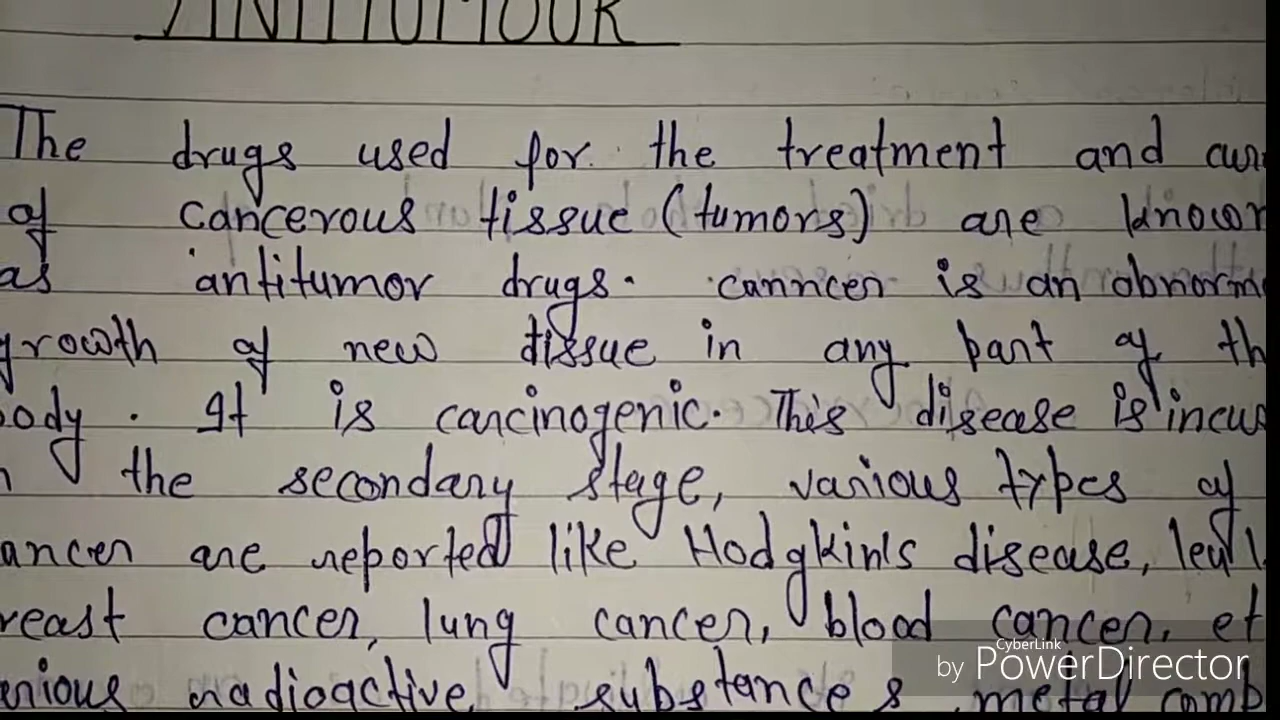 ANTITUMOUR
The drugs used for the treatment and cur
of cancerous tissue (tumors) are known
as antitumor drugs. canncer is an abnorm
growth of new tissue in any part of th
body. It is carcinogenic. This disease is incu
the secondary stage, various types of
ancer are reported like Hodgkin's disease, leu
reast cancer, lung cancer, blood cancer, et
radioactive substances, metal comp
CyberLink
by PowerDirector